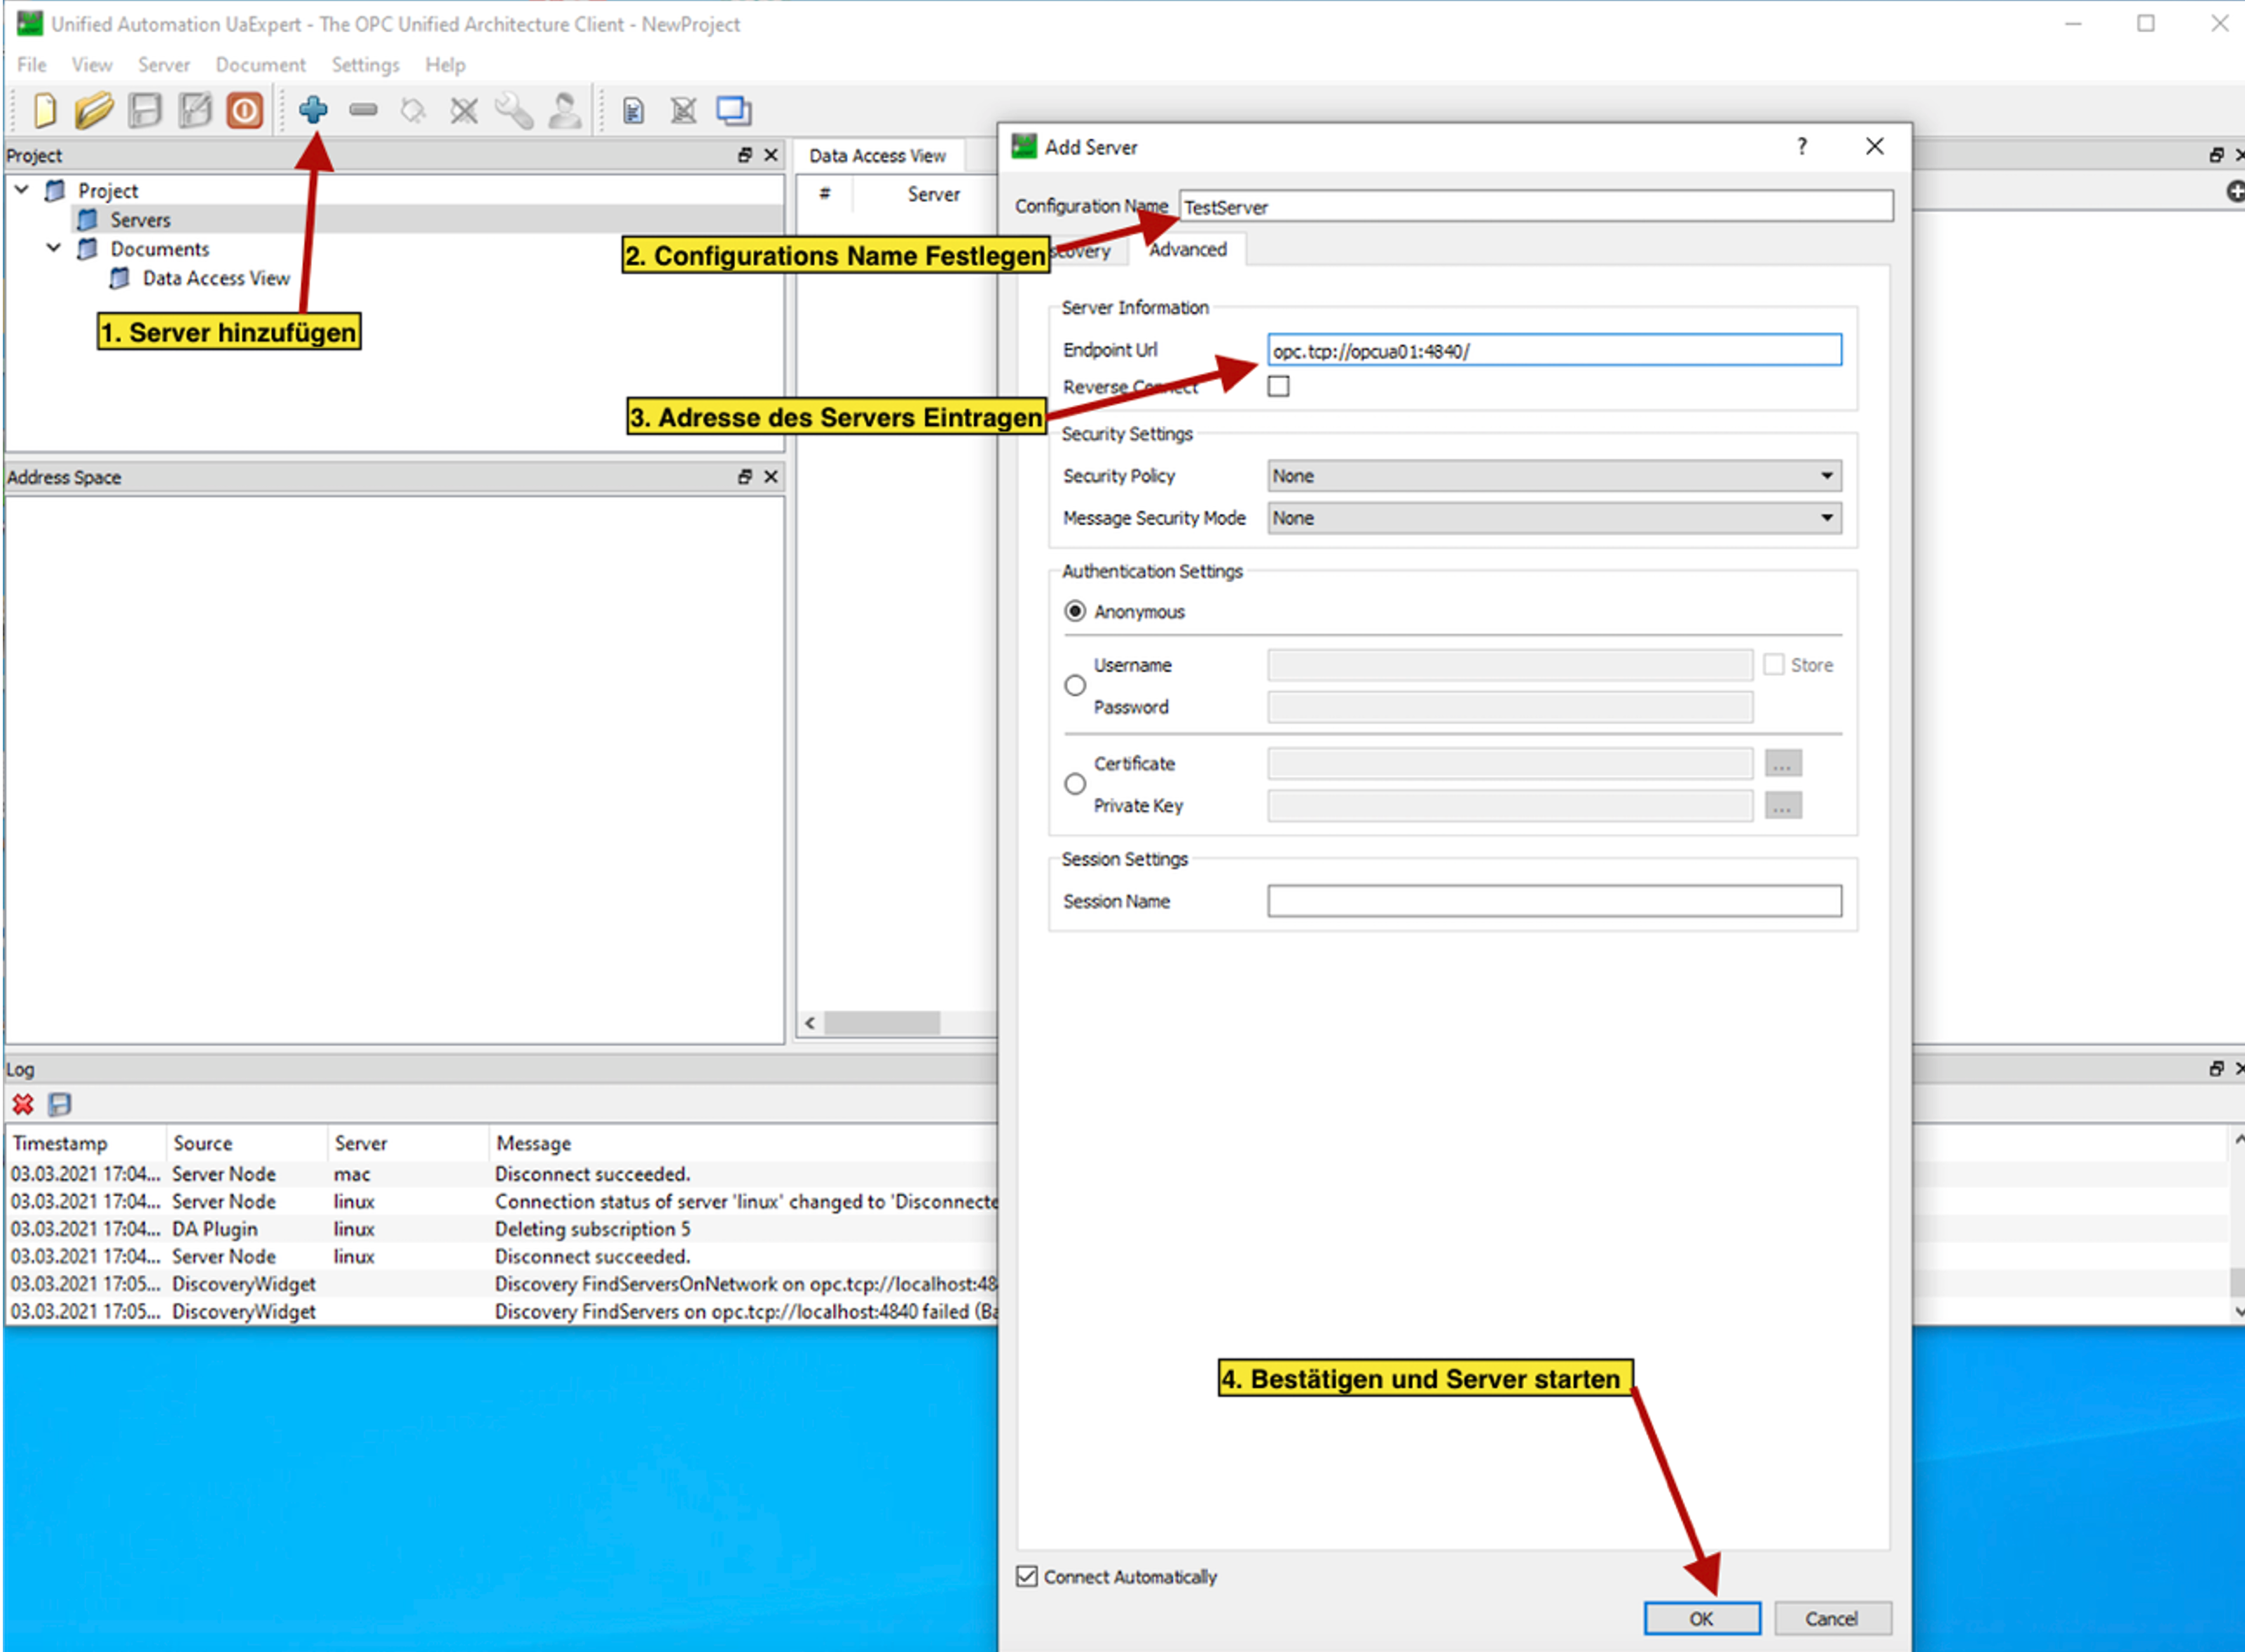 Unified Automation UaExpert - The OPC Unified Architecture Client - NewProject
File View Server Document Settings Help
Project
Project
Servers
Documents
Data Access View
1. Server hinzufügen
Address Space
Data Access View
# Server
Add Server
?
Configuration Name TestServer
2. Configurations Name Festlegen
scovery Advanced
Server Information
Endpoint Url opc.tcp://opcua01:4840/
Reverse Connect
3. Adresse des Servers Eintragen
Security Settings
Security Policy None
Message Security Mode None
Authentication Settings
Anonymous
Username Store
Password
Certificate ...
Private Key ...
Session Settings
Session Name
4. Bestätigen und Server starten
Connect Automatically
OK Cancel
Log
Timestamp Source Server Message
03.03.2021 17:04... Server Node mac Disconnect succeeded.
03.03.2021 17:04... Server Node linux Connection status of server 'linux' changed to 'Disconnecte
03.03.2021 17:04... DA Plugin linux Deleting subscription 5
03.03.2021 17:04... Server Node linux Disconnect succeeded.
03.03.2021 17:05... DiscoveryWidget Discovery FindServersOnNetwork on opc.tcp://localhost:48
03.03.2021 17:05... DiscoveryWidget Discovery FindServers on opc.tcp://localhost:4840 failed (Ba